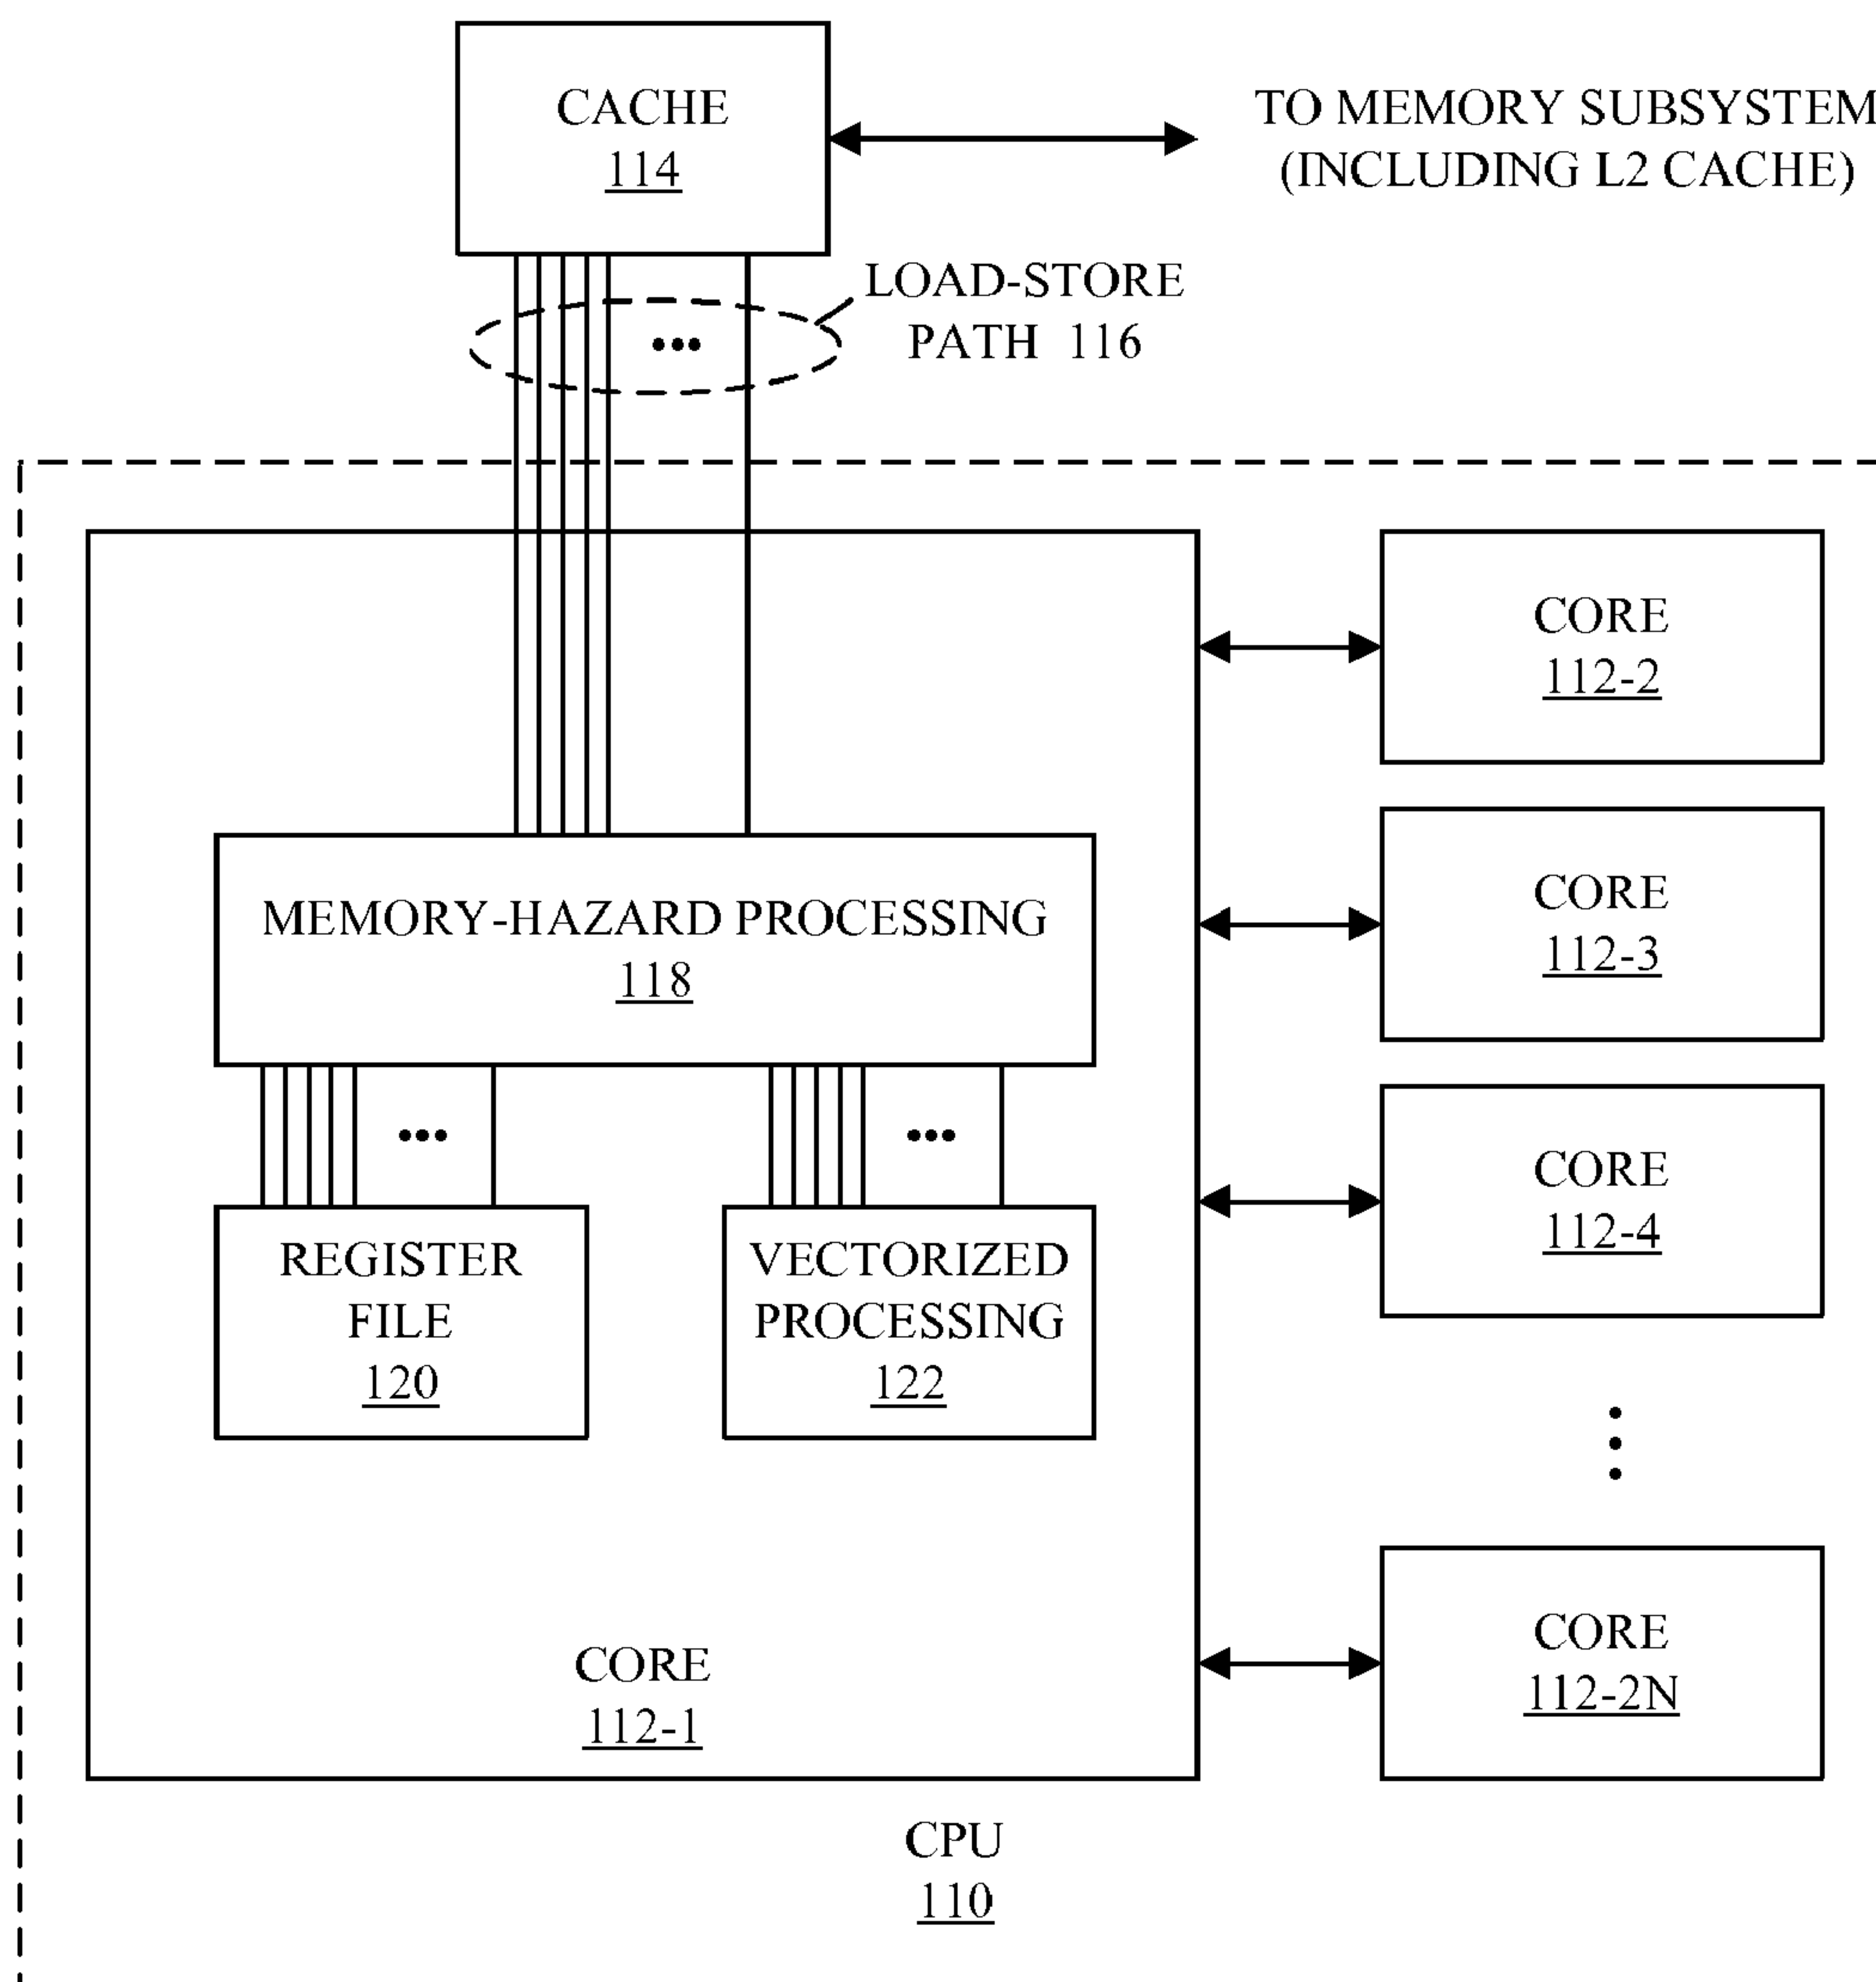 CACHE
114
TO MEMORY SUBSYSTEM
(INCLUDING L2 CACHE)
LOAD-STORE
PATH 116
CORE
112-2
MEMORY-HAZARD PROCESSING
118
CORE
112-3
CORE
112-4
REGISTER
FILE
120
VECTORIZED
PROCESSING
122
CORE
112-2N
CORE
112-1
CPU
110